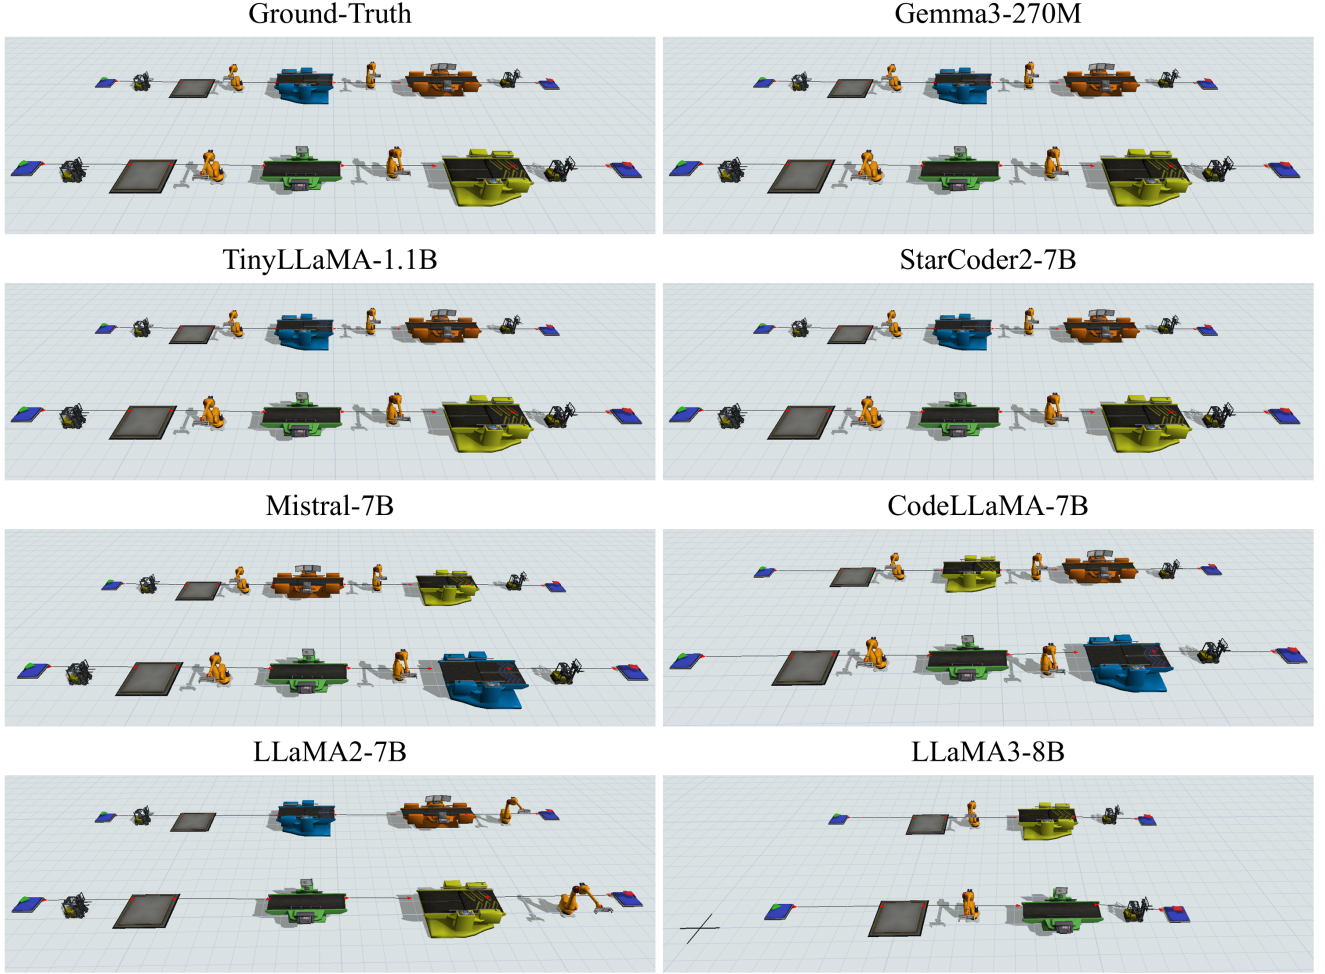 Ground-Truth
Gemma3-270M
TinyLLaMA-1.1B
StarCoder2-7B
Mistral-7B
CodeLLaMA-7B
LLaMA2-7B
LLaMA3-8B